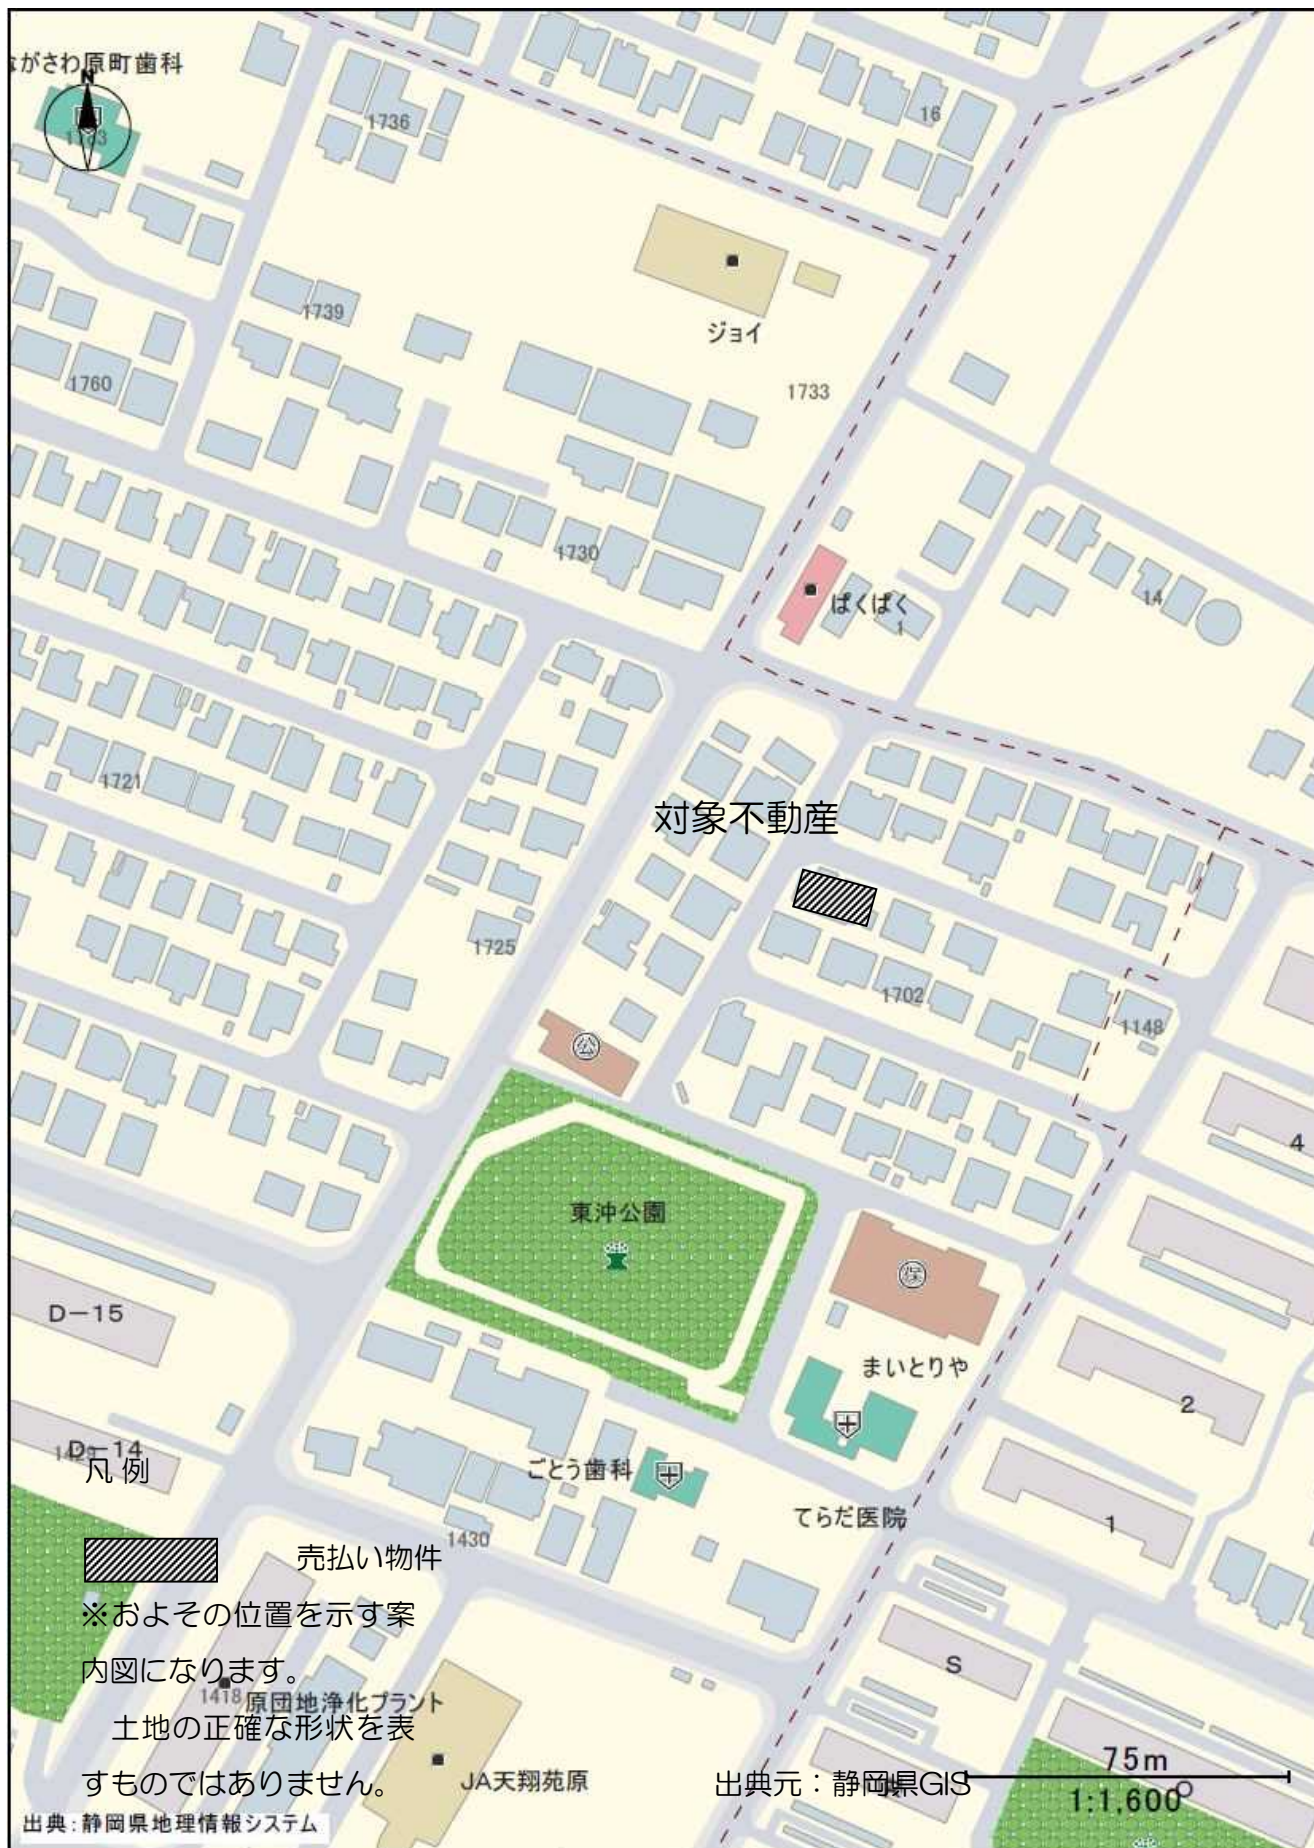 ながさわ原町歯科
N
1736
16
1739
ジョイ
1760
1733
1730
ぱくぱく
1
14
1721
対象不動産
1725
1702
1148
公
4
東沖公園
保
D－15
まいとりや
2
D－14
凡 例
ごとう歯科
てらだ医院
1
1430
売払い物件
※およその位置を示す案
内図になります。
S
1418
原団地浄化プラント
土地の正確な形状を表
すものではありません。
JA天翔苑原
出典元：静岡県GIS
75m
1:1,600
出典：静岡県地理情報システム